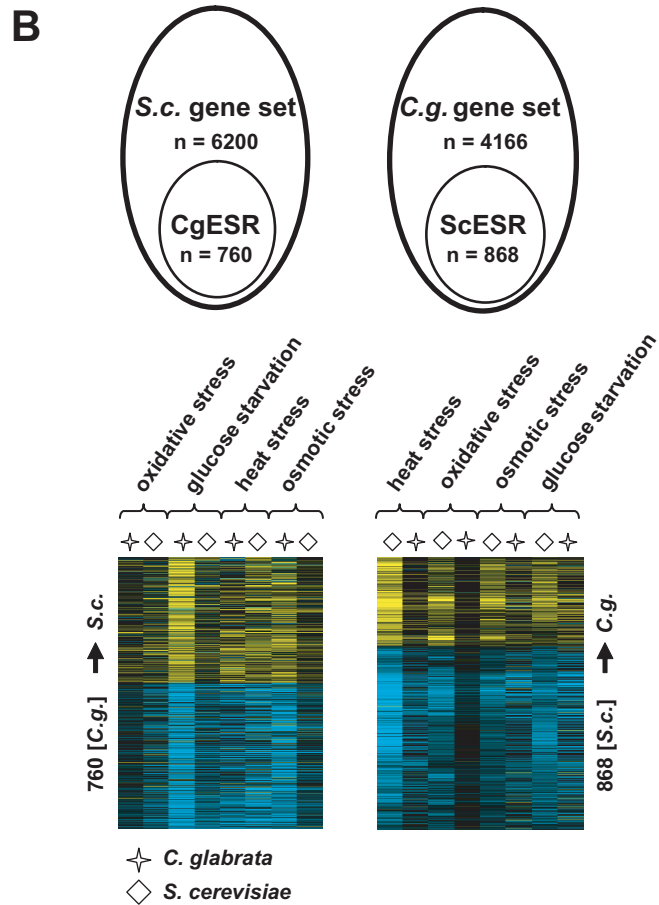 B
S.c. gene set
n = 6200
CgESR
n = 760
C.g. gene set
n = 4166
ScESR
n = 868
oxidative stress
glucose starvation
heat stress
osmotic stress
heat stress
oxidative stress
osmotic stress
glucose starvation
760 [C.g.] → S.c.
868 [S.c.] → C.g.
C. glabrata
S. cerevisiae